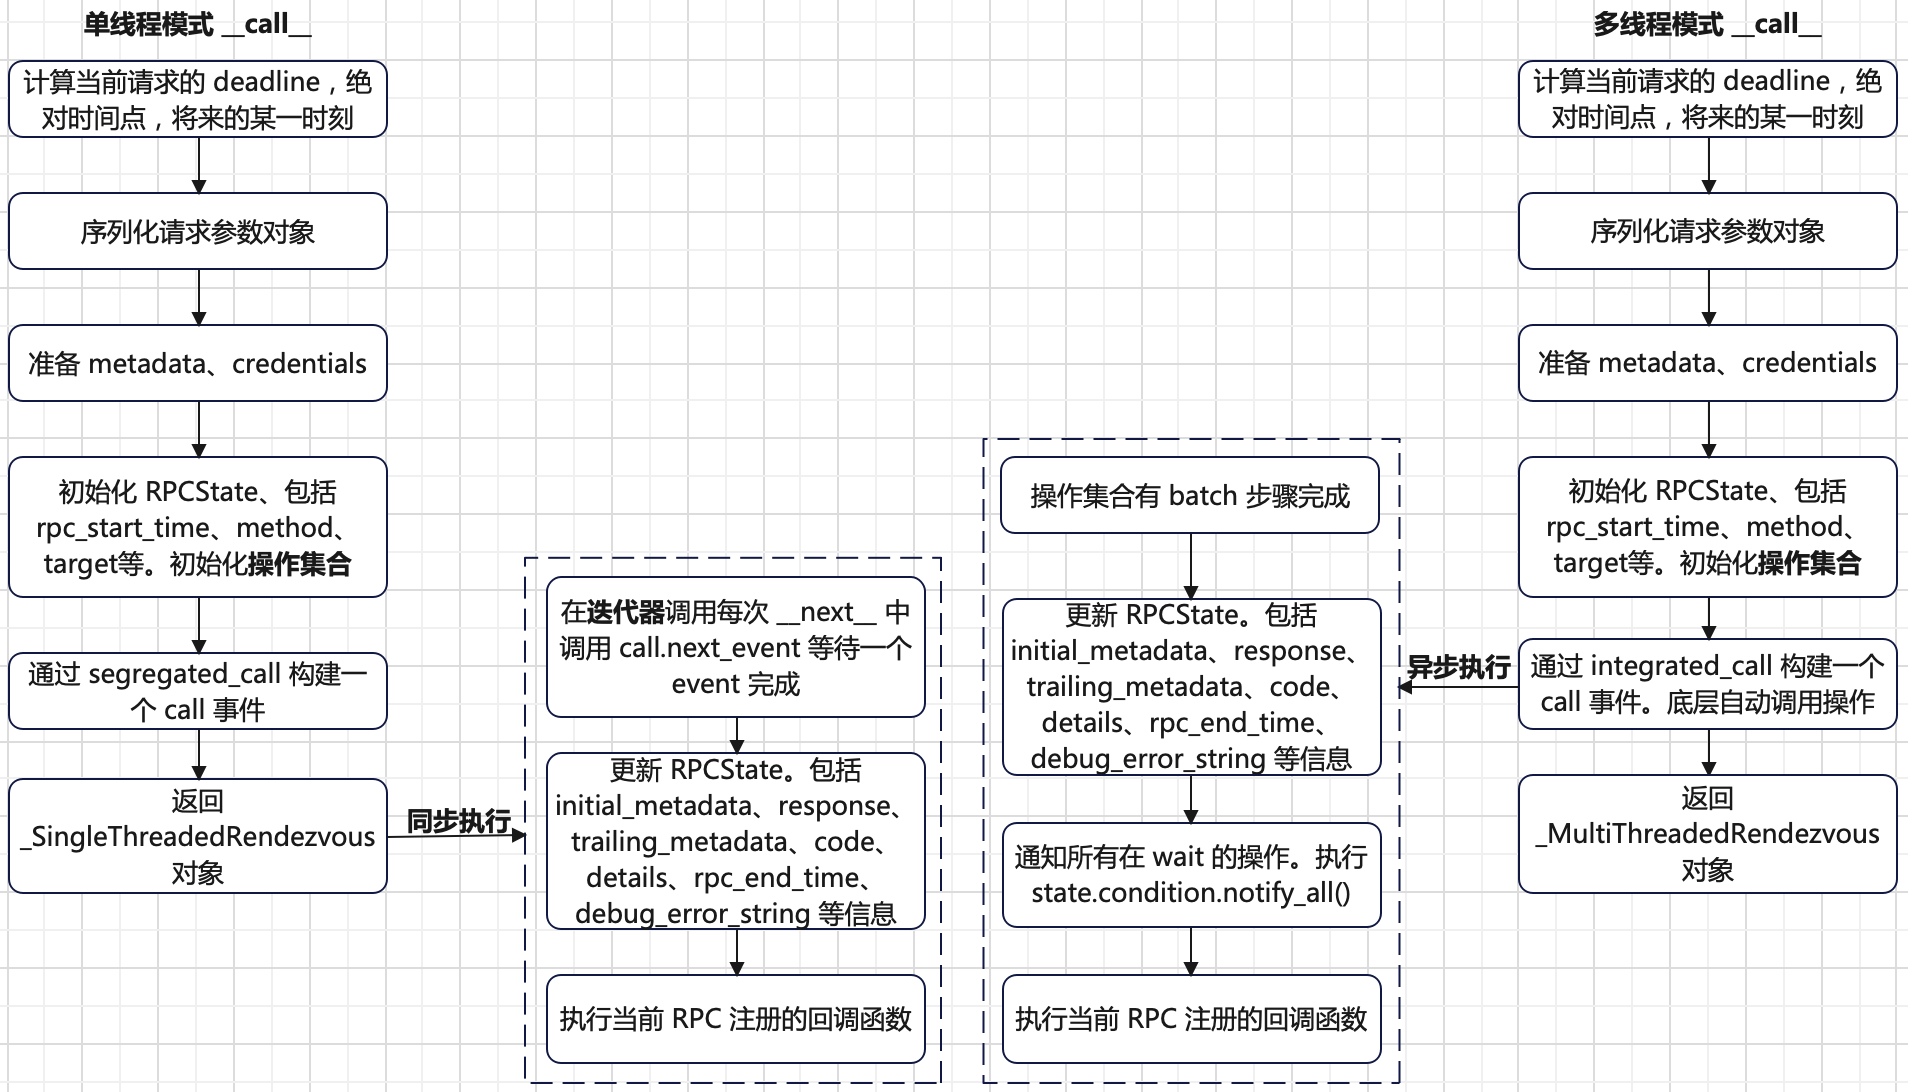 单线程模式 __call__
计算当前请求的 deadline，绝
对时间点，将来的某一时刻
序列化请求参数对象
准备 metadata、credentials
初始化 RPCState、包括
rpc_start_time、method、
target等。初始化操作集合
通过 segregated_call 构建一
个 call 事件
返回
_SingleThreadedRendezvous
对象
同步执行
在迭代器调用每次 __next__ 中
调用 call.next_event 等待一个
event 完成
更新 RPCState。包括
initial_metadata、response、
trailing_metadata、code、
details、rpc_end_time、
debug_error_string 等信息
执行当前 RPC 注册的回调函数
多线程模式 __call__
计算当前请求的 deadline，绝
对时间点，将来的某一时刻
序列化请求参数对象
准备 metadata、credentials
初始化 RPCState、包括
rpc_start_time、method、
target等。初始化操作集合
通过 integrated_call 构建一个
call 事件。底层自动调用操作
返回
_MultiThreadedRendezvous
对象
异步执行
操作集合有 batch 步骤完成
更新 RPCState。包括
initial_metadata、response、
trailing_metadata、code、
details、rpc_end_time、
debug_error_string 等信息
通知所有在 wait 的操作。执行
state.condition.notify_all()
执行当前 RPC 注册的回调函数